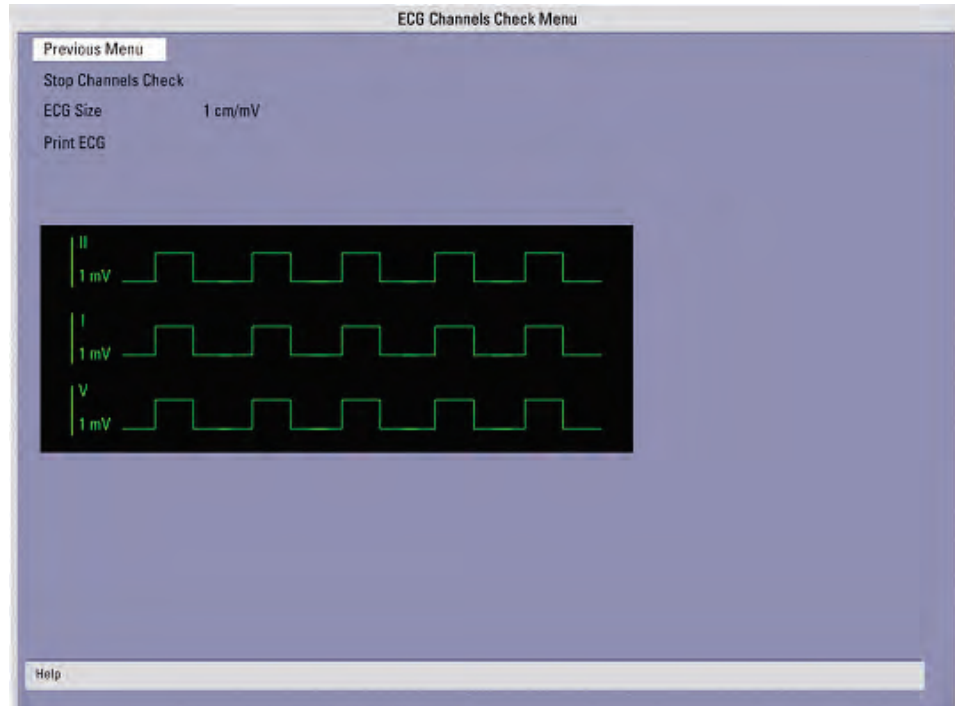 ECG Channels Check Menu
Previous Menu
Stop Channels Check
ECG Size 1 cm/mV
Print ECG
II
1 mV
I
1 mV
V
1 mV
Help